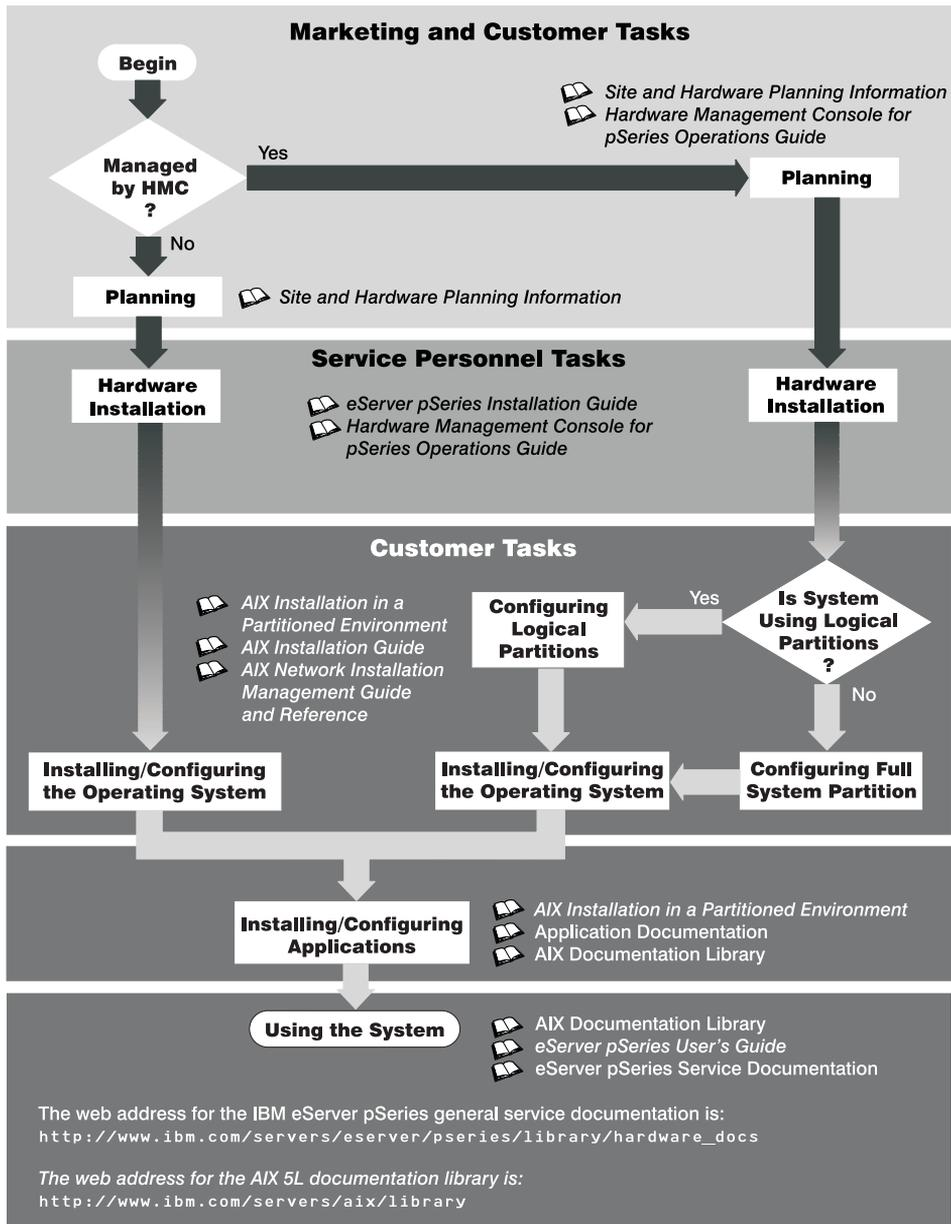 Marketing and Customer Tasks
Begin
Site and Hardware Planning Information
Hardware Management Console for
pSeries Operations Guide
Managed
by HMC
?
Yes
Planning
No
Planning
Site and Hardware Planning Information
Service Personnel Tasks
Hardware
Installation
eServer pSeries Installation Guide
Hardware Management Console for
pSeries Operations Guide
Hardware
Installation
Customer Tasks
AIX Installation in a
Partitioned Environment
AIX Installation Guide
AIX Network Installation
Management Guide
and Reference
Configuring
Logical
Partitions
Yes
Is System
Using Logical
Partitions
?
No
Installing/Configuring
the Operating System
Installing/Configuring
the Operating System
Configuring Full
System Partition
Installing/Configuring
Applications
AIX Installation in a Partitioned Environment
Application Documentation
AIX Documentation Library
Using the System
AIX Documentation Library
eServer pSeries User's Guide
eServer pSeries Service Documentation
The web address for the IBM eServer pSeries general service documentation is:
http://www.ibm.com/servers/eserver/pseries/library/hardware_docs
The web address for the AIX 5L documentation library is:
http://www.ibm.com/servers/aix/library